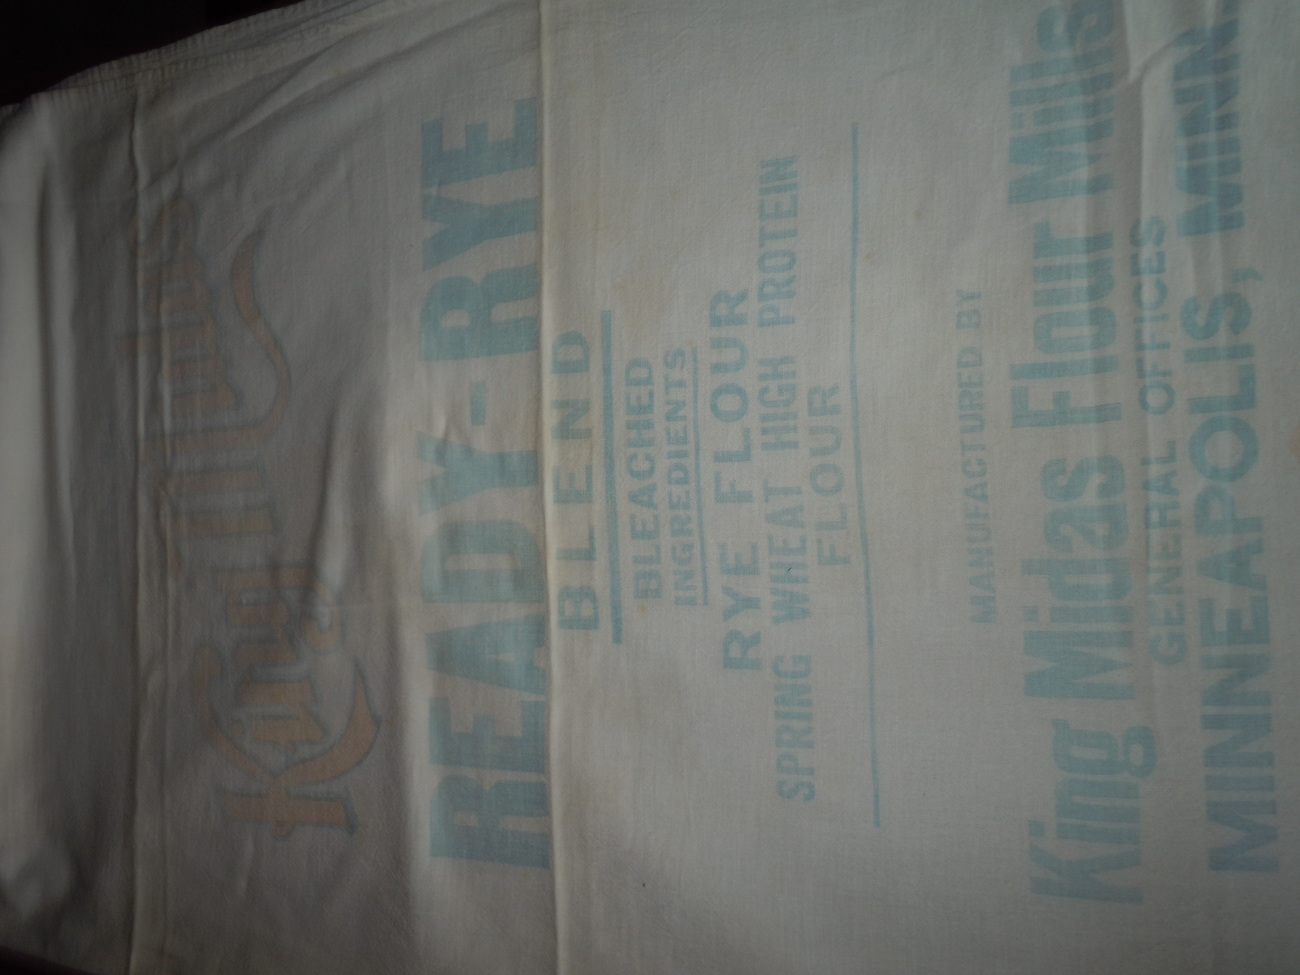 King Midas
READY-RYE
BLEND
BLEACHED
INGREDIENTS
RYE FLOUR
SPRING WHEAT HIGH PROTEIN
FLOUR
MANUFACTURED BY
King Midas Flour Mills
GENERAL OFFICES
MINNEAPOLIS, MINN.